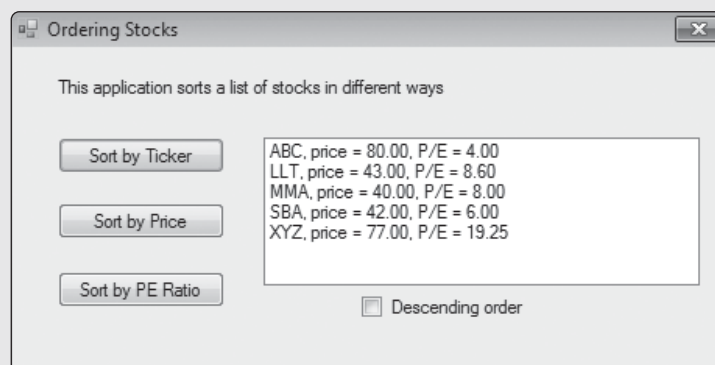 Ordering Stocks
This application sorts a list of stocks in different ways
Sort by Ticker
Sort by Price
Sort by PE Ratio
ABC, price = 80.00, P/E = 4.00
LLT, price = 43.00, P/E = 8.60
MMA, price = 40.00, P/E = 8.00
SBA, price = 42.00, P/E = 6.00
XYZ, price = 77.00, P/E = 19.25
Descending order